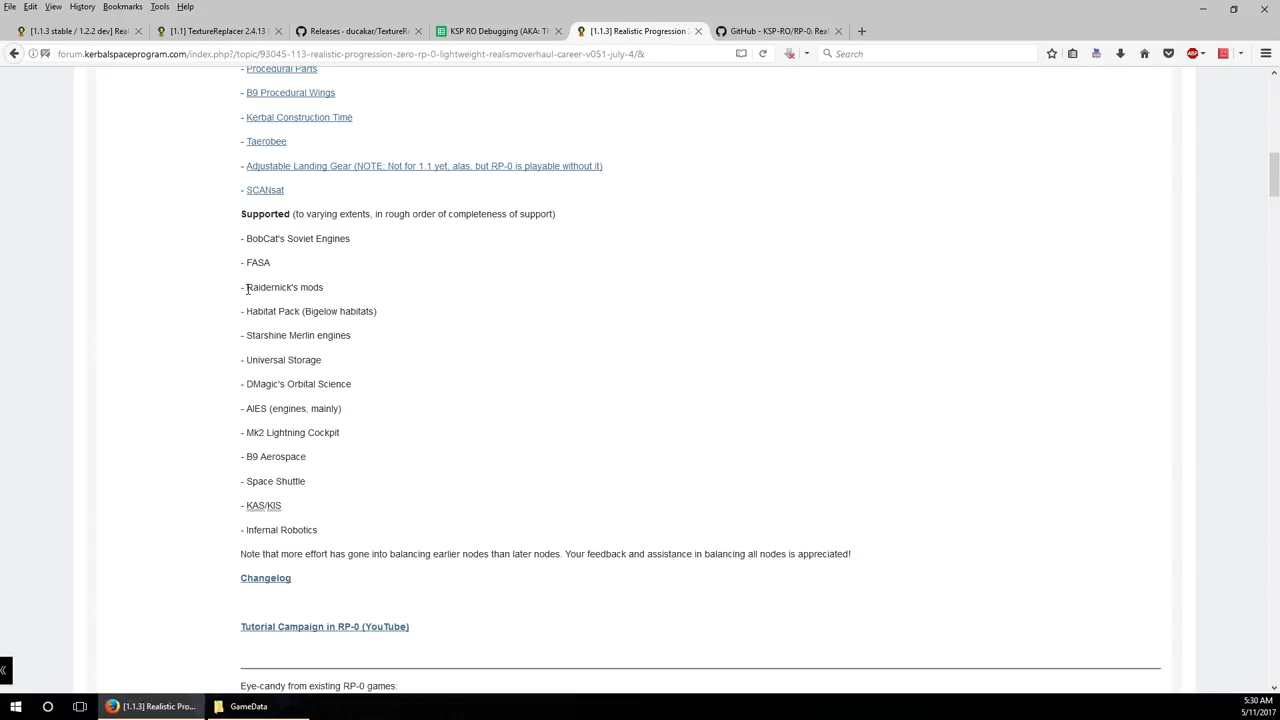 File Edit View History Bookmarks Tools Help
[1.1.3 stable / 1.2.2 dev] Real
[1.1] TextureReplacer 2.4.13
Releases - ducakar/TextureR
KSP RO Debugging (AKA: Th
[1.1.3] Realistic Progression
GitHub - KSP-RO/RP-0: Real
forum.kerbalspaceprogram.com/index.php?/topic/93045-113-realistic-progression-zero-rp-0-lightweight-realismoverhaul-career-v051-july-4/&
Search
ABP
- Procedural Parts
- B9 Procedural Wings
- Kerbal Construction Time
- Taerobee
- Adjustable Landing Gear (NOTE: Not for 1.1 yet, alas, but RP-0 is playable without it)
- SCANsat
Supported (to varying extents, in rough order of completeness of support)
- BobCat's Soviet Engines
- FASA
- Raidernick's mods
- Habitat Pack (Bigelow habitats)
- Starshine Merlin engines
- Universal Storage
- DMagic's Orbital Science
- AIES (engines, mainly)
- Mk2 Lightning Cockpit
- B9 Aerospace
- Space Shuttle
- KAS/KIS
- Infernal Robotics
Note that more effort has gone into balancing earlier nodes than later nodes. Your feedback and assistance in balancing all nodes is appreciated!
Changelog
Tutorial Campaign in RP-0 (YouTube)
Eye-candy from existing RP-0 games:
[1.1.3] Realistic Pro...
GameData
5:30 AM
5/11/2017